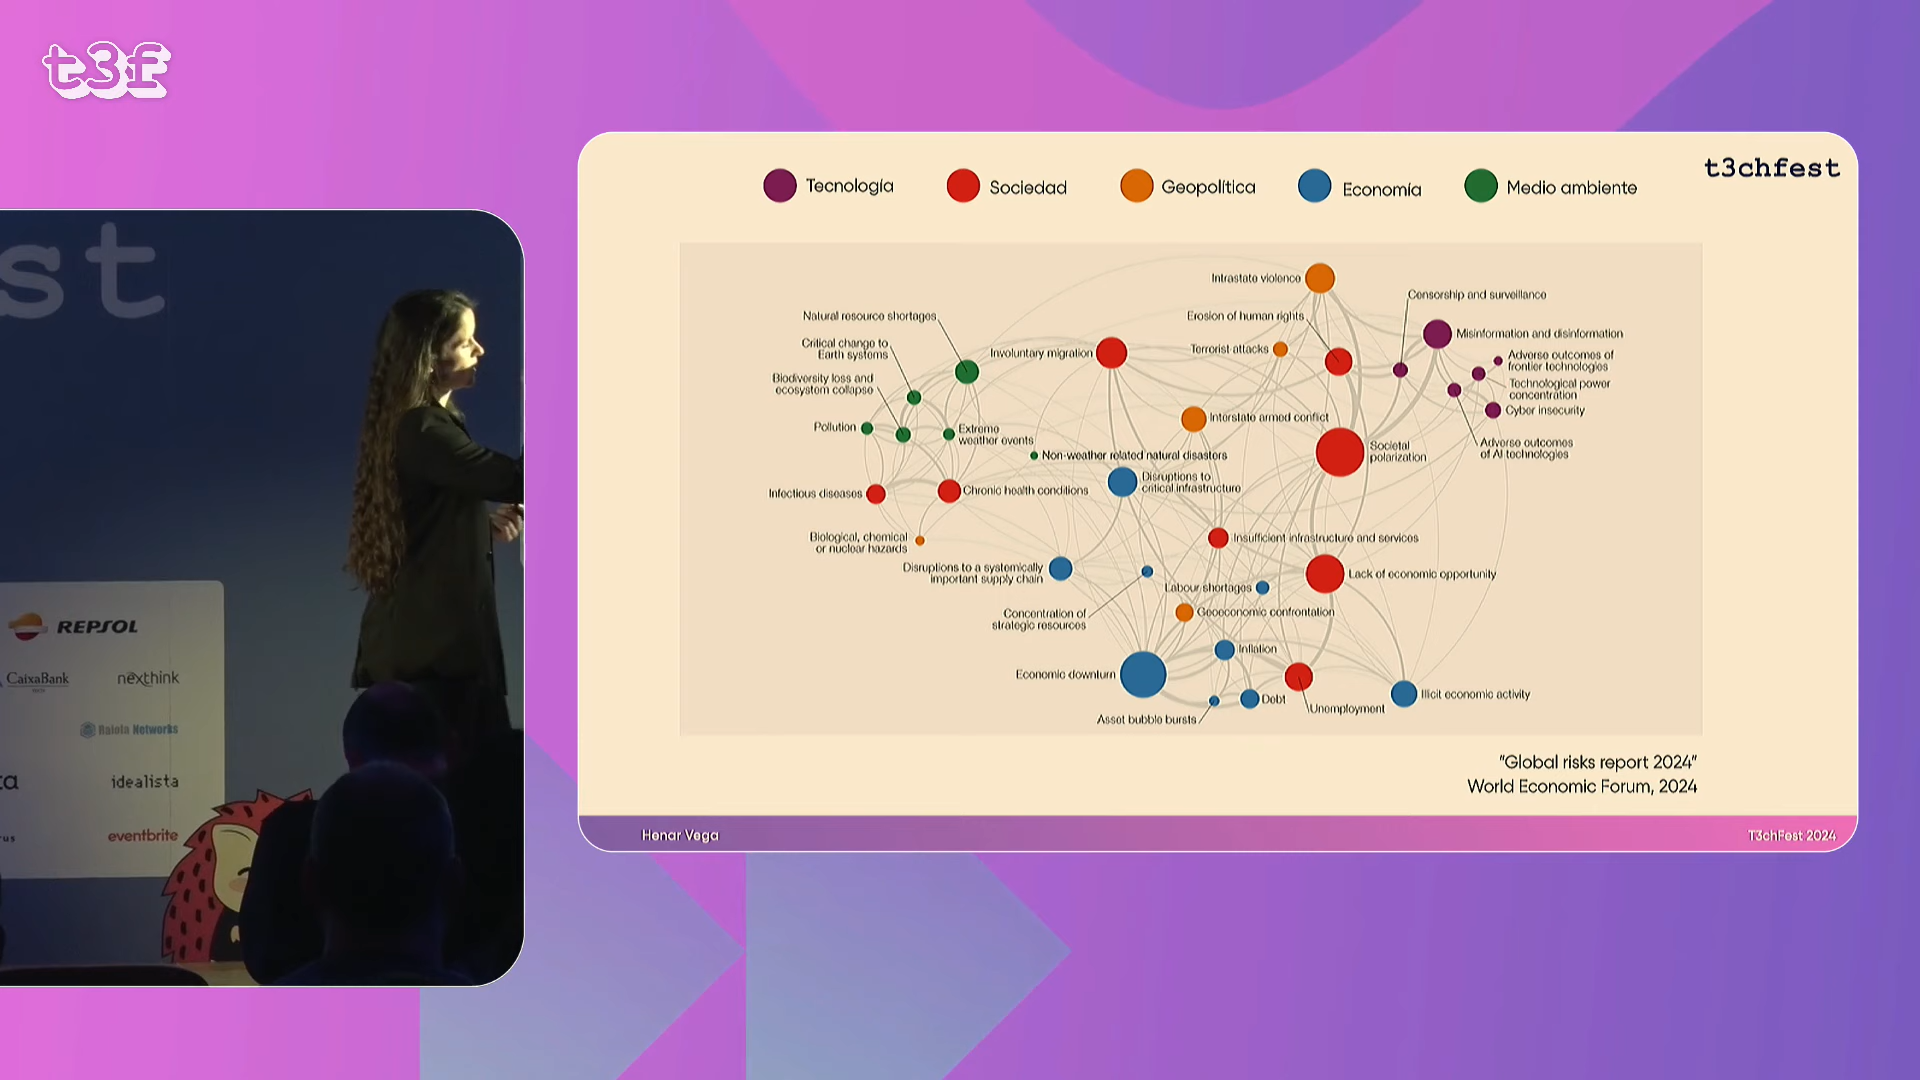 t3f
st
REPSOL
CaixaBank
nexthink
Raiola Networks
idealista
eventbrite
t3chfest
Tecnología
Sociedad
Geopolítica
Economía
Medio ambiente
Intrastate violence
Censorship and surveillance
Natural resource shortages
Erosion of human rights
Misinformation and disinformation
Critical change to
Earth systems
Involuntary migration
Terrorist attacks
Adverse outcomes of
frontier technologies
Biodiversity loss and
ecosystem collapse
Technological power
concentration
Cyber insecurity
Interstate armed conflict
Pollution
Extreme
weather events
Societal
polarization
Adverse outcomes
of AI technologies
Non-weather related natural disasters
Disruptions to
critical infrastructure
Infectious diseases
Chronic health conditions
Biological, chemical
or nuclear hazards
Insufficient infrastructure and services
Disruptions to a systemically
important supply chain
Lack of economic opportunity
Labour shortages
Concentration of
strategic resources
Geoeconomic confrontation
Inflation
Economic downturn
Debt
Unemployment
Illicit economic activity
Asset bubble bursts
"Global risks report 2024"
World Economic Forum, 2024
Henar Vega
T3chFest 2024